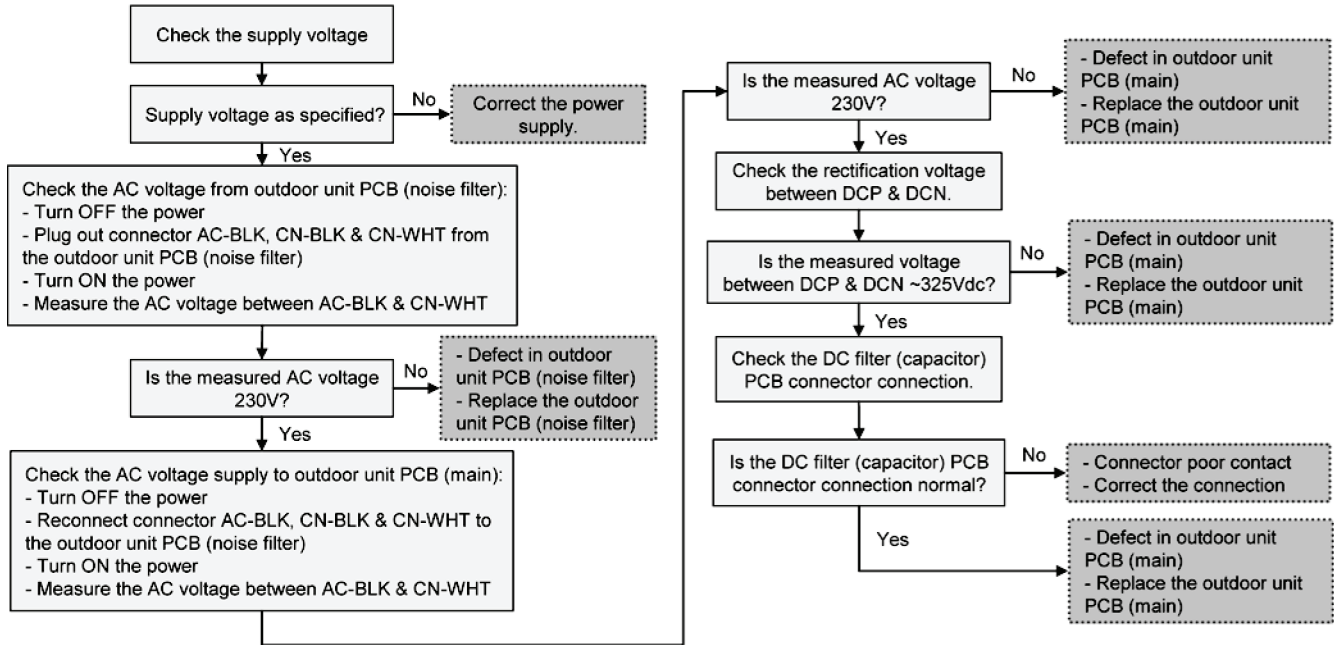 Check the supply voltage
Supply voltage as specified?
No
Correct the power
supply.
Yes
Check the AC voltage from outdoor unit PCB (noise filter):
- Turn OFF the power
- Plug out connector AC-BLK, CN-BLK & CN-WHT from
the outdoor unit PCB (noise filter)
- Turn ON the power
- Measure the AC voltage between AC-BLK & CN-WHT
Is the measured AC voltage
230V?
No
- Defect in outdoor
unit PCB (noise filter)
- Replace the outdoor
unit PCB (noise filter)
Yes
Check the AC voltage supply to outdoor unit PCB (main):
- Turn OFF the power
- Reconnect connector AC-BLK, CN-BLK & CN-WHT to
the outdoor unit PCB (noise filter)
- Turn ON the power
- Measure the AC voltage between AC-BLK & CN-WHT
Is the measured AC voltage
230V?
No
- Defect in outdoor unit
PCB (main)
- Replace the outdoor unit
PCB (main)
Yes
Check the rectification voltage
between DCP & DCN.
Is the measured voltage
between DCP & DCN ~325Vdc?
No
- Defect in outdoor unit
PCB (main)
- Replace the outdoor unit
PCB (main)
Yes
Check the DC filter (capacitor)
PCB connector connection.
Is the DC filter (capacitor) PCB
connector connection normal?
No
- Connector poor contact
- Correct the connection
Yes
- Defect in outdoor unit
PCB (main)
- Replace the outdoor unit
PCB (main)